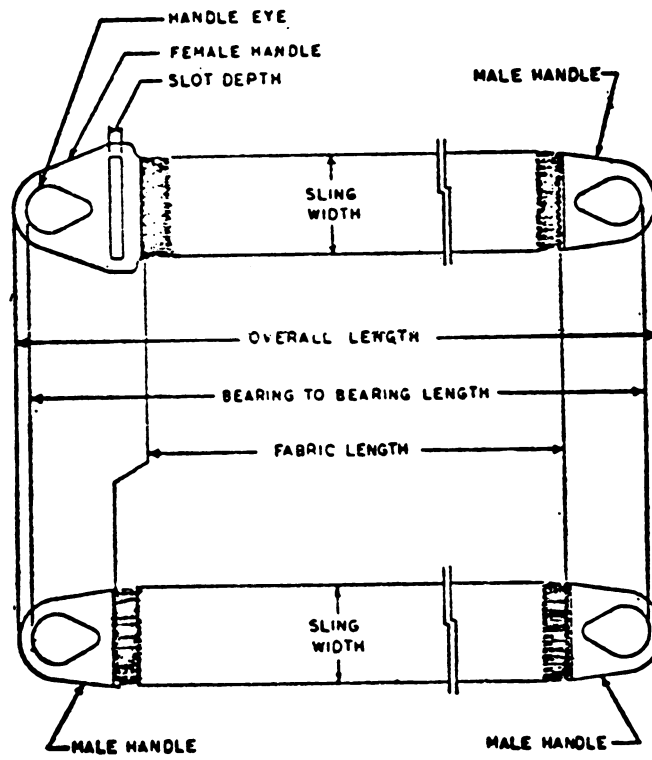 HANDLE EYE
FEMALE HANDLE
SLOT DEPTH
MALE HANDLE
SLING
WIDTH
OVERALL LENGTH
BEARING TO BEARING LENGTH
FABRIC LENGTH
SLING
WIDTH
MALE HANDLE
MALE HANDLE